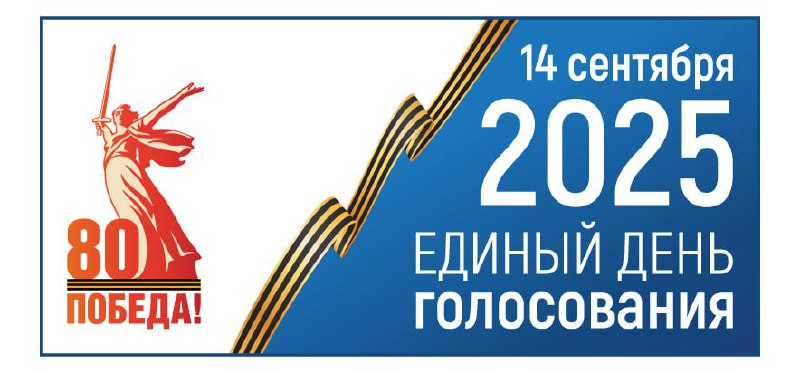 80
ПОБЕДА!
14 сентября
2025
ЕДИНЫЙ ДЕНЬ
голосования